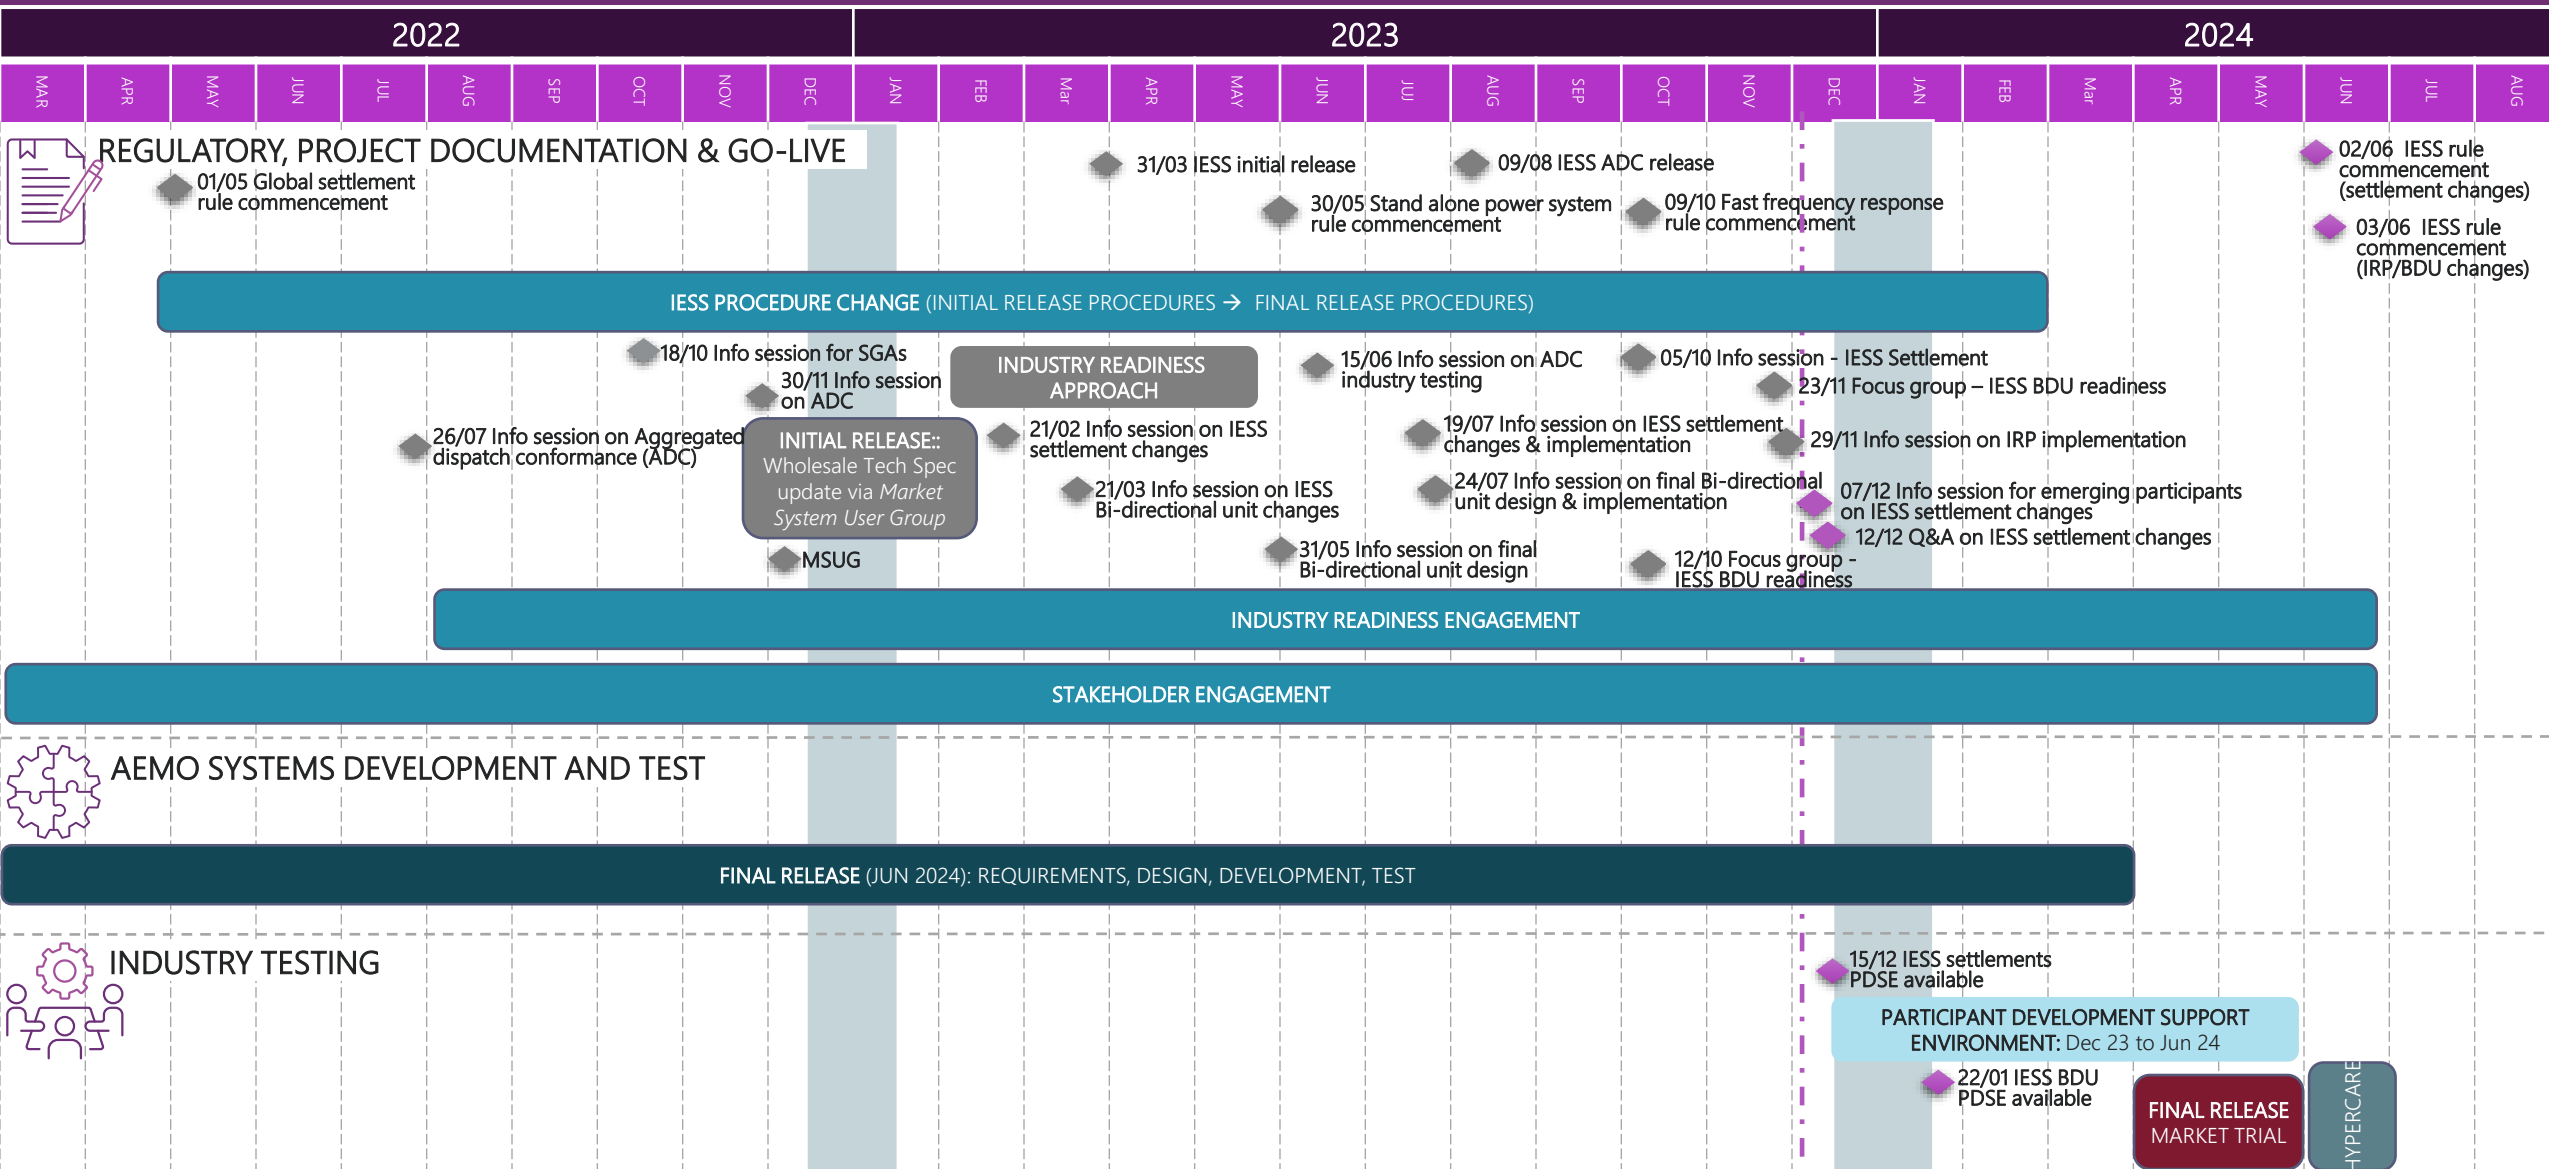 2022
2023
2024
MAR
APR
MAY
JUN
JUL
AUG
SEP
OCT
NOV
DEC
JAN
FEB
Mar
APR
MAY
JUN
JUJ
AUG
SEP
OCT
NOV
DEC
JAN
FEB
Mar
APR
MAY
JUN
JUL
AUG
REGULATORY, PROJECT DOCUMENTATION & GO-LIVE
01/05 Global settlement
rule commencement
31/03 IESS initial release
09/08 IESS ADC release
30/05 Stand alone power system
rule commencement
09/10 Fast frequency response
rule commencement
02/06 IESS rule
commencement
(settlement changes)
03/06 IESS rule
commencement
(IRP/BDU changes)
IESS PROCEDURE CHANGE (INITIAL RELEASE PROCEDURES → FINAL RELEASE PROCEDURES)
18/10 Info session for SGAs
30/11 Info session
on ADC
INDUSTRY READINESS
APPROACH
15/06 Info session on ADC
industry testing
05/10 Info session - IESS Settlement
23/11 Focus group – IESS BDU readiness
26/07 Info session on Aggregated
dispatch conformance (ADC)
INITIAL RELEASE::
Wholesale Tech Spec
update via Market
System User Group
21/02 Info session on IESS
settlement changes
19/07 Info session on IESS settlement
changes & implementation
29/11 Info session on IRP implementation
21/03 Info session on IESS
Bi-directional unit changes
24/07 Info session on final Bi-directional
unit design & implementation
07/12 Info session for emerging participants
on IESS settlement changes
12/12 Q&A on IESS settlement changes
MSUG
31/05 Info session on final
Bi-directional unit design
12/10 Focus group -
IESS BDU readiness
INDUSTRY READINESS ENGAGEMENT
STAKEHOLDER ENGAGEMENT
AEMO SYSTEMS DEVELOPMENT AND TEST
FINAL RELEASE (JUN 2024): REQUIREMENTS, DESIGN, DEVELOPMENT, TEST
INDUSTRY TESTING
15/12 IESS settlements
PDSE available
PARTICIPANT DEVELOPMENT SUPPORT
ENVIRONMENT: Dec 23 to Jun 24
22/01 IESS BDU
PDSE available
FINAL RELEASE
MARKET TRIAL
HYPERCARE